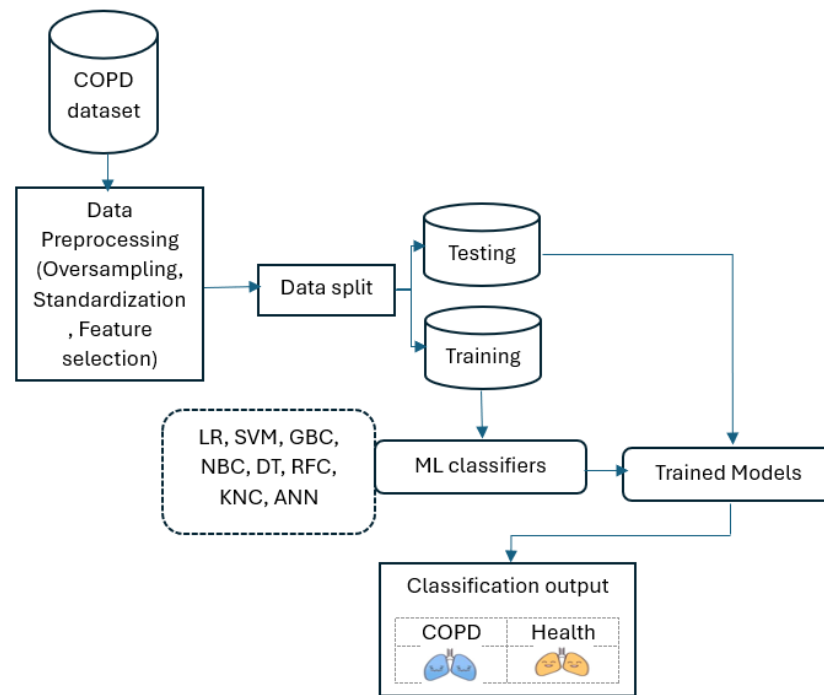 COPD
dataset
Data
Preprocessing
(Oversampling,
Standardization
, Feature
selection)
Data split
Testing
Training
LR, SVM, GBC,
NBC, DT, RFC,
KNC, ANN
ML classifiers
Trained Models
Classification output
COPD
Health